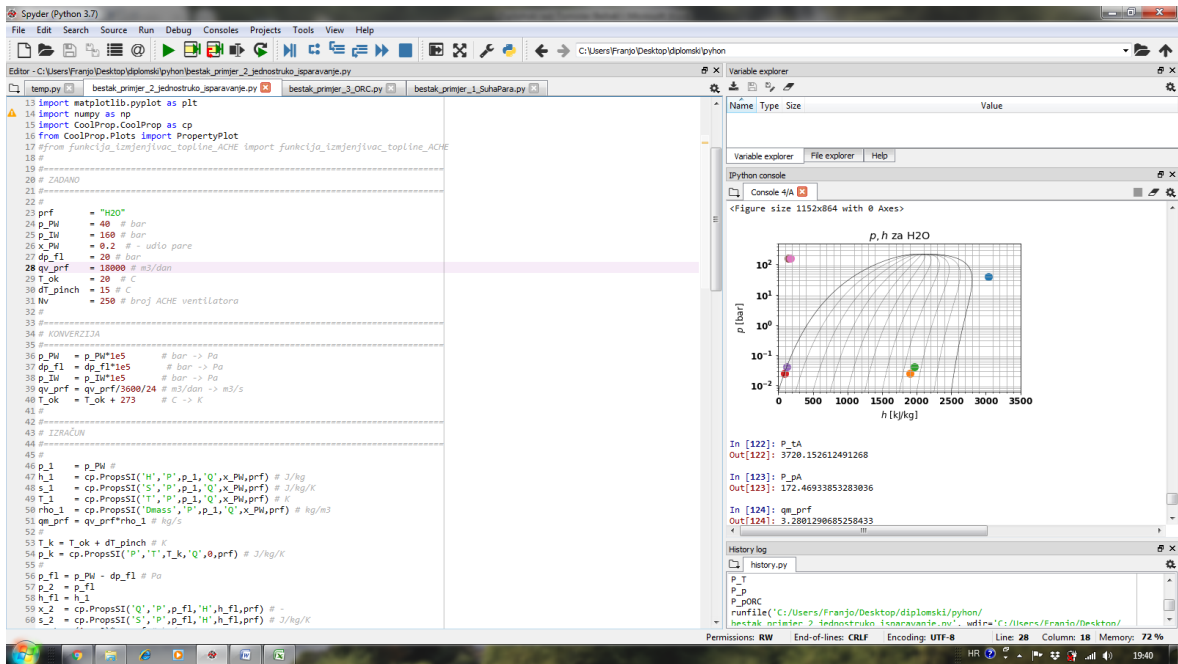 Spyder (Python 3.7)
File Edit Search Source Run Debug Consoles Projects Tools View Help
C:\Users\Franjo\Desktop\diplomski\pyhon
Editor - C:\Users\Franjo\Desktop\diplomski\pyhon\bestak_primjer_2_jednostruko_isparavanje.py
temp.py bestak_primjer_2_jednostruko_isparavanje.py bestak_primjer_3_ORC.py bestak_primjer_1_SuhaPara.py
13 import matplotlib.pyplot as plt
14 import numpy as np
15 import CoolProp.CoolProp as cp
16 from CoolProp.Plots import PropertyPlot
17 #from funkcija_izmjenjivac_topline_ACHE import funkcija_izmjenjivac_topline_ACHE
18 #
19 #==============================================================================
20 # ZADANO
21 #==============================================================================
22 #
23 prf = "H2O"
24 p_PW = 40 # bar
25 p_IW = 160 # bar
26 x_PW = 0.2 # - udio pare
27 dp_fl = 20 # bar
28 qv_prf = 18000 # m3/dan
29 T_ok = 20 # C
30 dT_pinch = 15 # C
31 Nv = 250 # broj ACHE ventilatora
32 #
33 #==============================================================================
34 # KONVERZIJA
35 #==============================================================================
36 p_PW = p_PW*1e5 # bar -> Pa
37 dp_fl = dp_fl*1e5 # bar -> Pa
38 p_IW = p_IW*1e5 # bar -> Pa
39 qv_prf = qv_prf/3600/24 # m3/dan -> m3/s
40 T_ok = T_ok + 273 # C -> K
41 #
42 #==============================================================================
43 # IZRAČUN
44 #==============================================================================
45 #
46 p_1 = p_PW #
47 h_1 = cp.PropsSI('H','P',p_1,'Q',x_PW,prf) # J/kg
48 s_1 = cp.PropsSI('S','P',p_1,'Q',x_PW,prf) # J/kg/K
49 T_1 = cp.PropsSI('T','P',p_1,'Q',x_PW,prf) # K
50 rho_1 = cp.PropsSI('Dmass','P',p_1,'Q',x_PW,prf) # kg/m3
51 qm_prf = qv_prf*rho_1 # kg/s
52 #
53 T_k = T_ok + dT_pinch # K
54 p_k = cp.PropsSI('P','T',T_k,'Q',0,prf) # J/kg/K
55 #
56 p_fl = p_PW - dp_fl # Pa
57 p_2 = p_fl
58 h_fl = h_1
59 x_2 = cp.PropsSI('Q','P',p_fl,'H',h_fl,prf) # -
60 s_2 = cp.PropsSI('S','P',p_fl,'H',h_fl,prf) # J/kg/K
Variable explorer
Name Type Size Value
Variable explorer File explorer Help
IPython console
Console 4/A
<Figure size 1152x864 with 0 Axes>
p, h za H2O
10²
10¹
10⁰
10⁻¹
10⁻²
p [bar]
0 500 1000 1500 2000 2500 3000 3500
h [kJ/kg]
In [122]: P_tA
Out[122]: 3720.152612491268
In [123]: P_pA
Out[123]: 172.46933853283036
In [124]: qm_prf
Out[124]: 3.2801290685258433
History log
history.py
P_T
P_p
P_pORC
runfile('C:/Users/Franjo/Desktop/diplomski/pyhon/
bestak_primjer_2_jednostruko_isparavanje.py', wdir='C:/Users/Franjo/Desktop/
Permissions: RW End-of-lines: CRLF Encoding: UTF-8 Line: 28 Column: 18 Memory: 72 %
HR 19:40